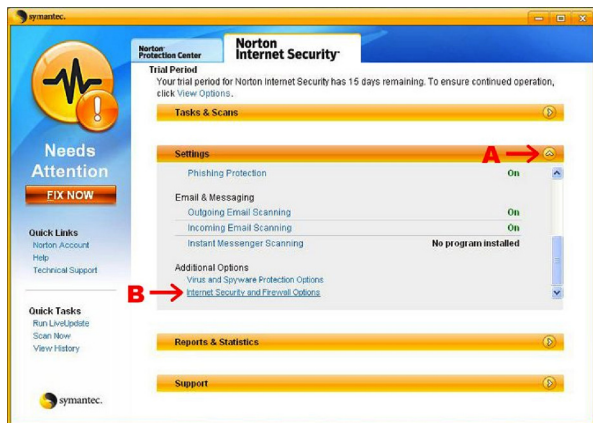 symantec.
Norton Protection Center
Norton Internet Security™
Trial Period
Your trial period for Norton Internet Security has 15 days remaining. To ensure continued operation,
click View Options.
Tasks & Scans
Needs
Attention
FIX NOW
Settings
A
Phishing Protection On
Email & Messaging
Outgoing Email Scanning On
Incoming Email Scanning On
Instant Messenger Scanning No program installed
Additional Options
Virus and Spyware Protection Options
B
Internet Security and Firewall Options
Quick Links
Norton Account
Help
Technical Support
Quick Tasks
Run LiveUpdate
Scan Now
View History
Reports & Statistics
Support
symantec.